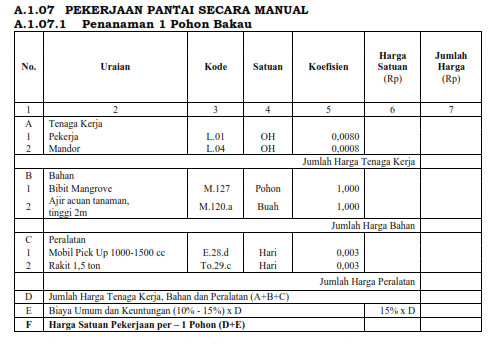 A.1.07 PEKERJAAN PANTAI SECARA MANUAL
A.1.07.1 Penanaman 1 Pohon Bakau
No. Uraian Kode Satuan Koefisien Harga Satuan (Rp) Jumlah Harga (Rp)
1 2 3 4 5 6 7
A Tenaga Kerja
1 Pekerja L.01 OH 0,0080
2 Mandor L.04 OH 0,0008
Jumlah Harga Tenaga Kerja
B Bahan
1 Bibit Mangrove M.127 Pohon 1,000
2 Ajir acuan tanaman, tinggi 2m M.120.a Buah 1,000
Jumlah Harga Bahan
C Peralatan
1 Mobil Pick Up 1000-1500 cc E.28.d Hari 0,003
2 Rakit 1,5 ton To.29.c Hari 0,003
Jumlah Harga Peralatan
D Jumlah Harga Tenaga Kerja, Bahan dan Peralatan (A+B+C)
E Biaya Umum dan Keuntungan (10% - 15%) x D 15% x D
F Harga Satuan Pekerjaan per – 1 Pohon (D+E)